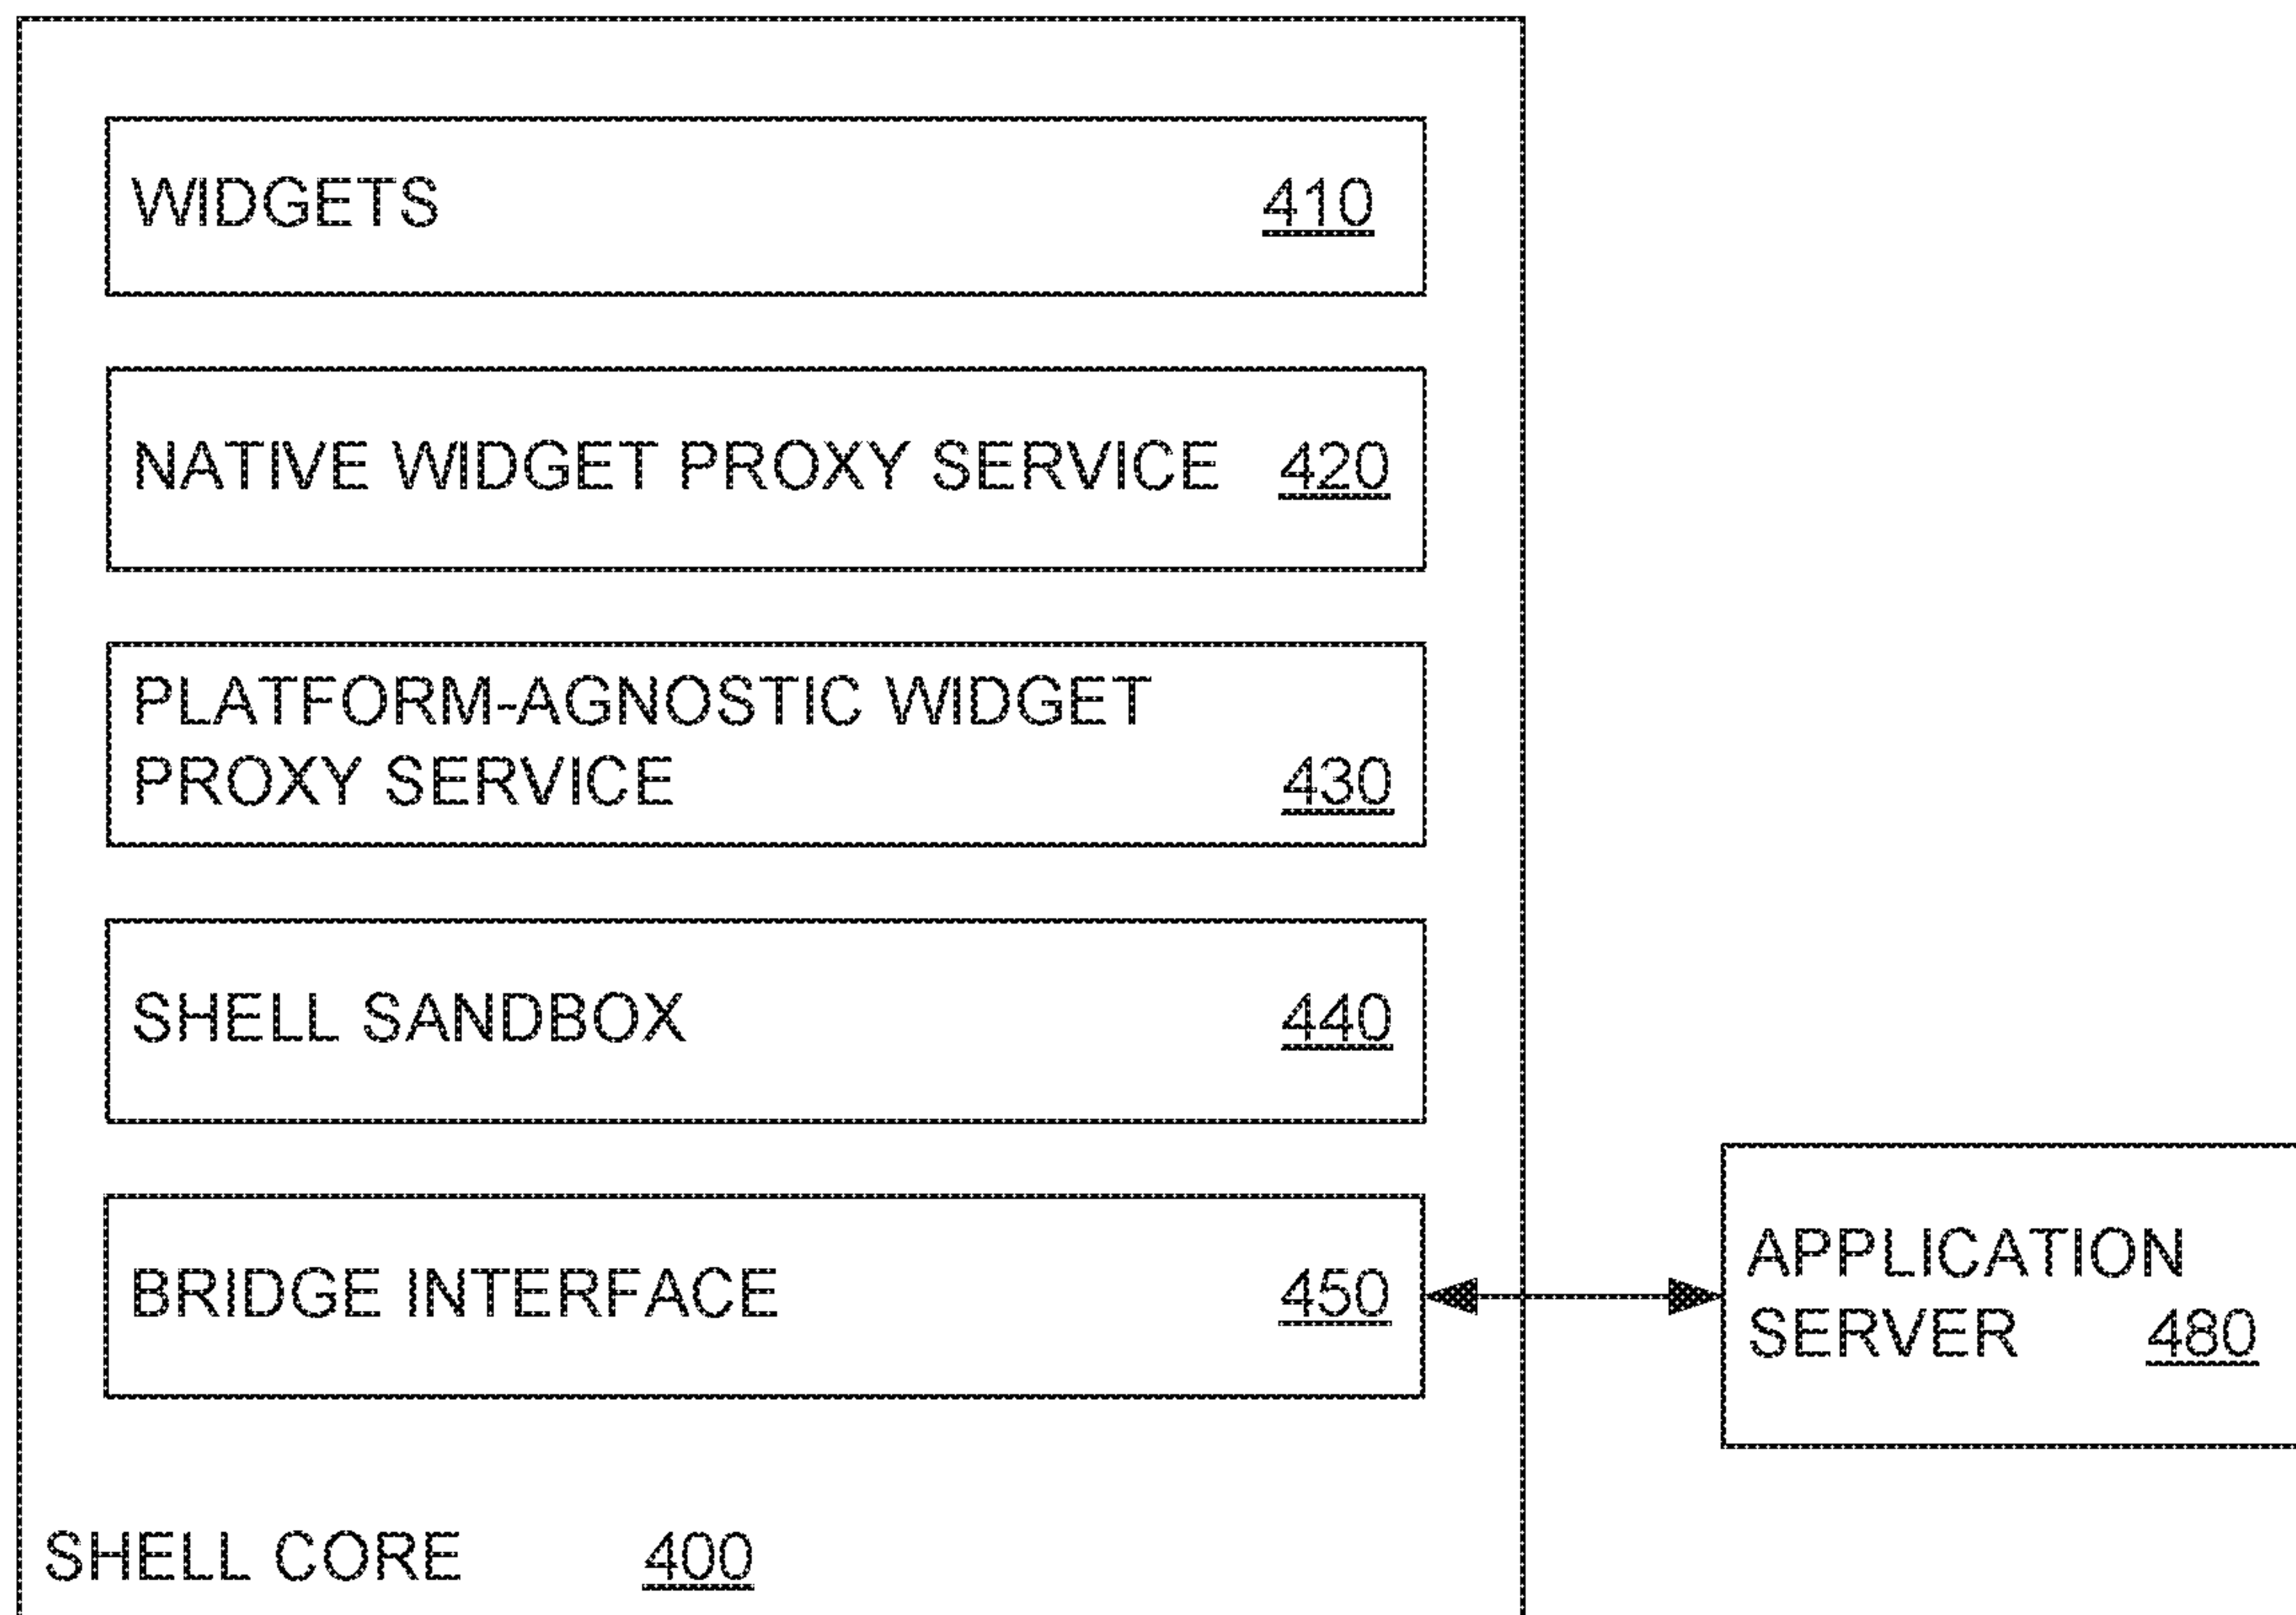 WIDGETS 410
NATIVE WIDGET PROXY SERVICE 420
PLATFORM-AGNOSTIC WIDGET
PROXY SERVICE 430
SHELL SANDBOX 440
BRIDGE INTERFACE 450
APPLICATION
SERVER 480
SHELL CORE 400